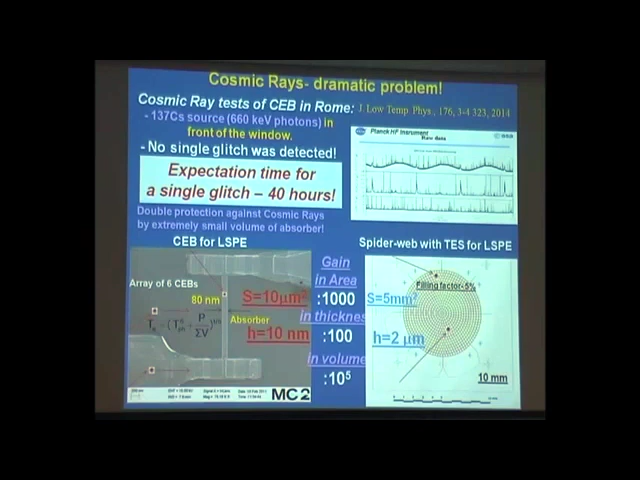 Cosmic Rays- dramatic problem!
Cosmic Ray tests of CEB in Rome: J. Low Temp. Phys., 176, 3-4 323, 2014
- 137Cs source (660 keV photons) in
front of the window.
- No single glitch was detected!
Expectation time for
a single glitch – 40 hours!
Double protection against Cosmic Rays
by extremely small volume of absorber!
Planck HF Instrument
Raw data
esa
CEB for LSPE
Array of 6 CEBs
80 nm
S=10µm²
Absorber
h=10 nm
MC2
Gain
in Area
:1000
in thickness
:100
in volume
:10⁵
Spider-web with TES for LSPE
Filling factor-5%
S=5mm²
h=2 µm
10 mm